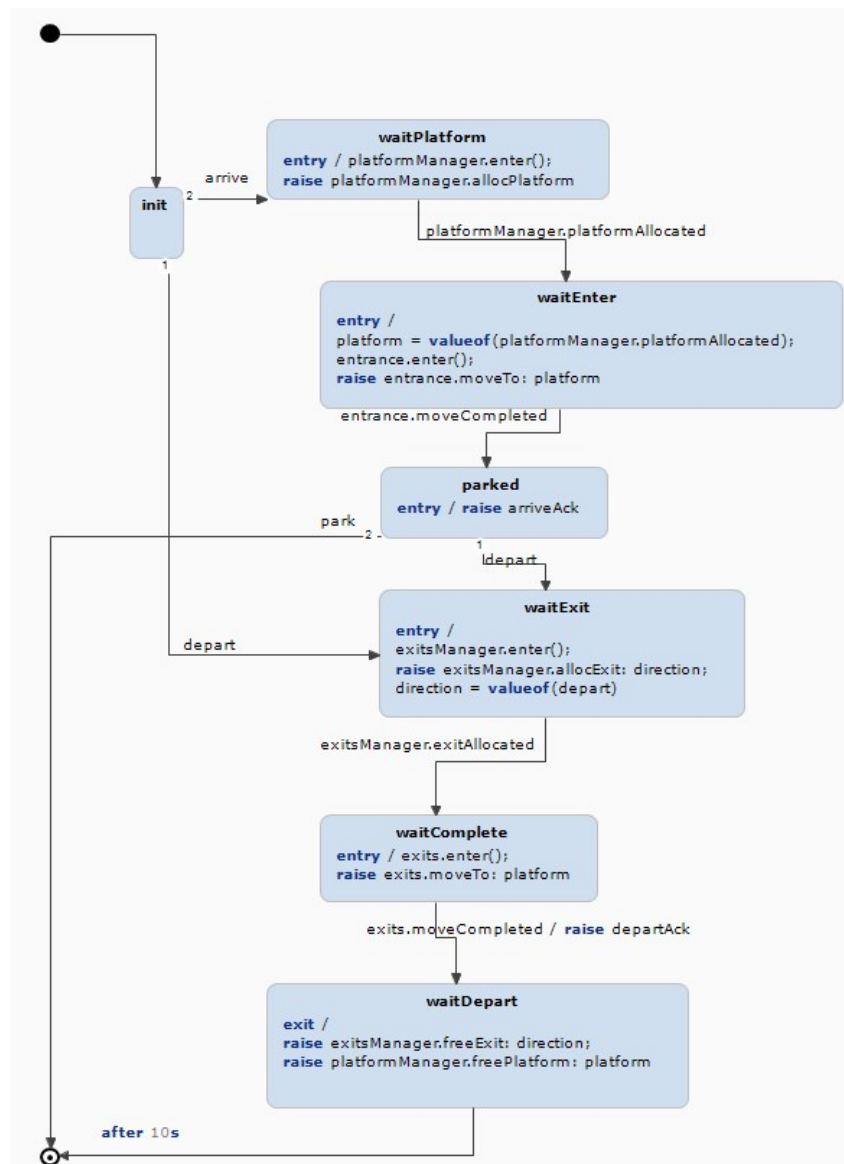 waitPlatform
entry / platformManager.enter();
raise platformManager.allocPlatform
arrive
2
init
1
platformManager.platformAllocated
waitEnter
entry /
platform = valueof(platformManager.platformAllocated);
entrance.enter();
raise entrance.moveTo: platform
entrance.moveCompleted
parked
entry / raise arriveAck
park
2
1
depart
waitExit
entry /
exitsManager.enter();
raise exitsManager.allocExit: direction;
direction = valueof(depart)
depart
exitsManager.exitAllocated
waitComplete
entry / exits.enter();
raise exits.moveTo: platform
exits.moveCompleted / raise departAck
waitDepart
exit /
raise exitsManager.freeExit: direction;
raise platformManager.freePlatform: platform
after 10s